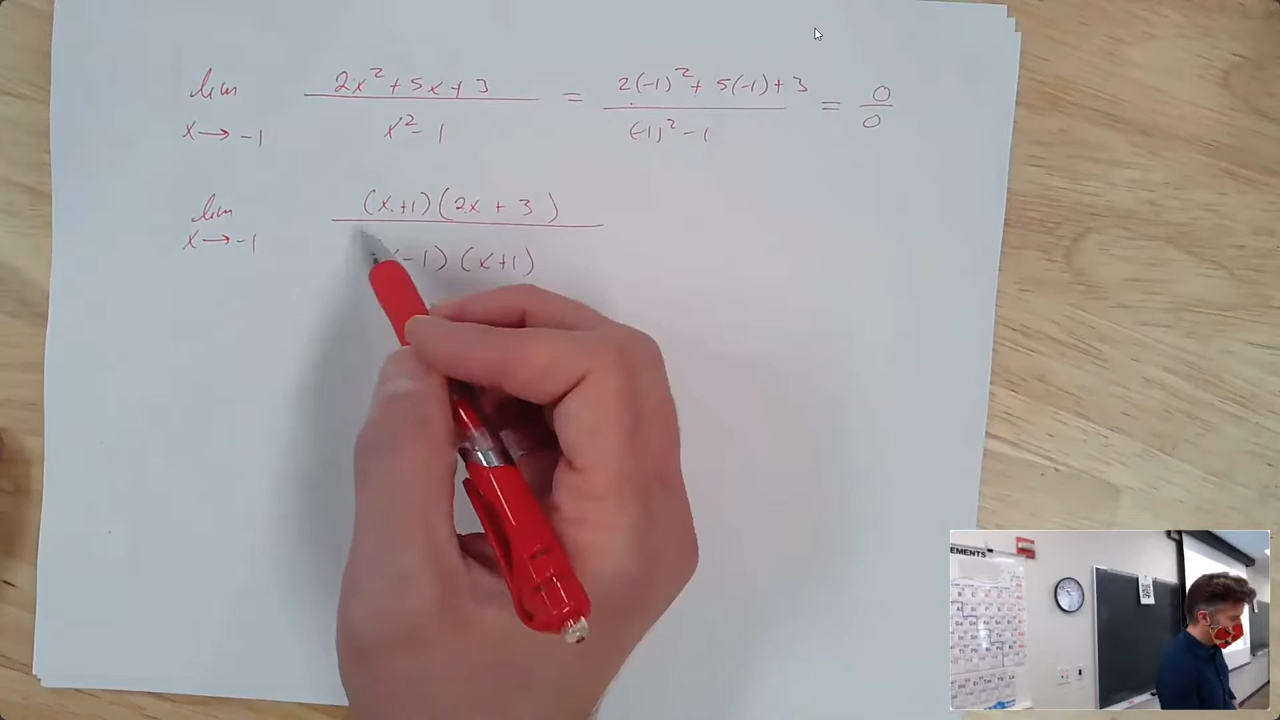 lim x→-1 (2x²+5x+3)/(x²-1) = (2(-1)²+5(-1)+3)/((-1)²-1) = 0/0
lim x→-1 ((x+1)(2x+3))/(-1)(x+1)
EMENTS